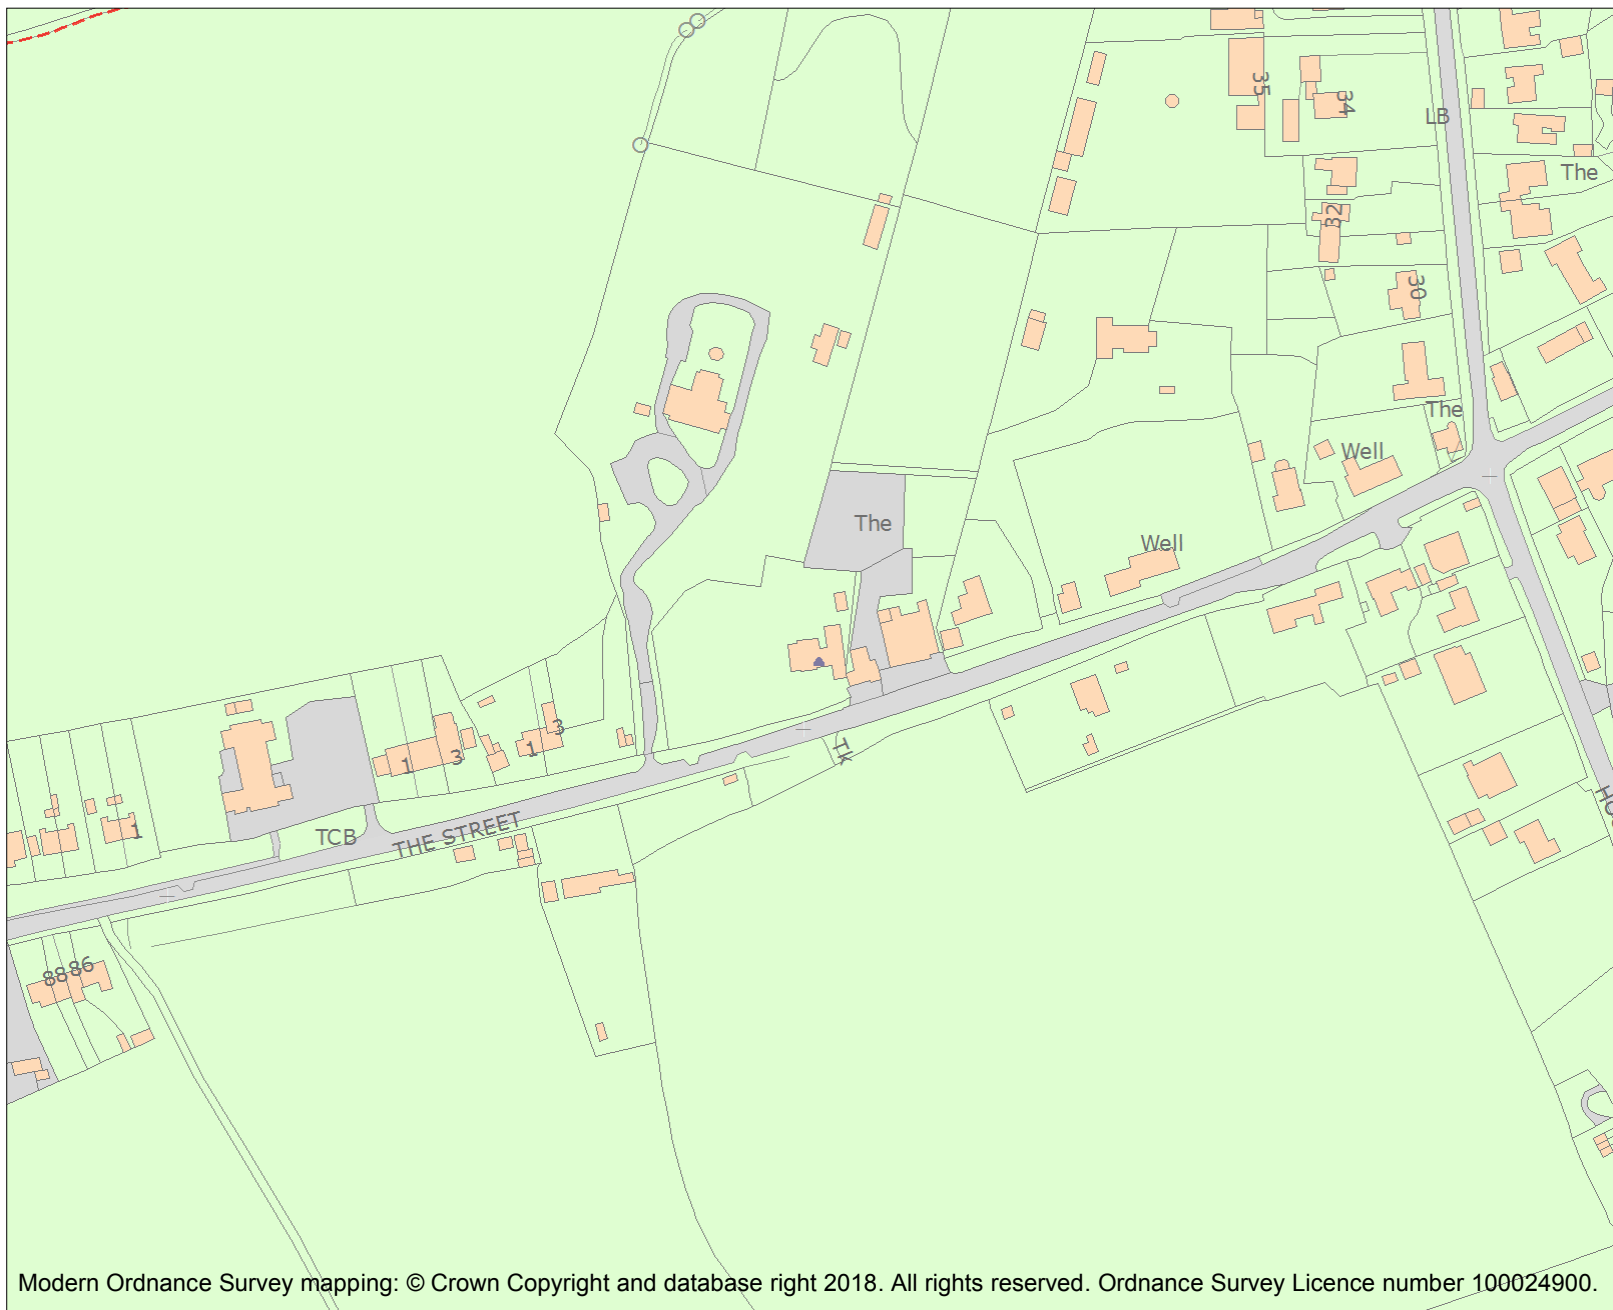 35
34
LB
The
32
30
The
Well
The
Well
3
1
3
1
Tk
1
TCB
THE STREET
8886
Modern Ordnance Survey mapping: © Crown Copyright and database right 2018. All rights reserved. Ordnance Survey Licence number 100024900.